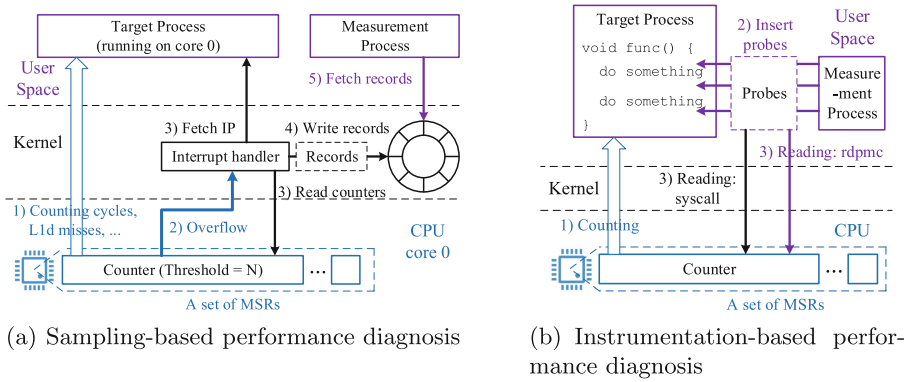 Target Process
(running on core 0)
Measurement
Process
User
Space
5) Fetch records
Kernel
3) Fetch IP
4) Write records
Interrupt handler
Records
3) Read counters
1) Counting cycles,
L1d misses, ...
2) Overflow
CPU
core 0
Counter (Threshold = N)
...
A set of MSRs
(a) Sampling-based performance diagnosis
Target Process
void func() {
do something
do something
}
2) Insert
probes
User
Space
Probes
Measure
-ment
Process
3) Reading: rdpmc
Kernel
3) Reading:
syscall
1) Counting
CPU
Counter
...
A set of MSRs
(b) Instrumentation-based perfor-
mance diagnosis